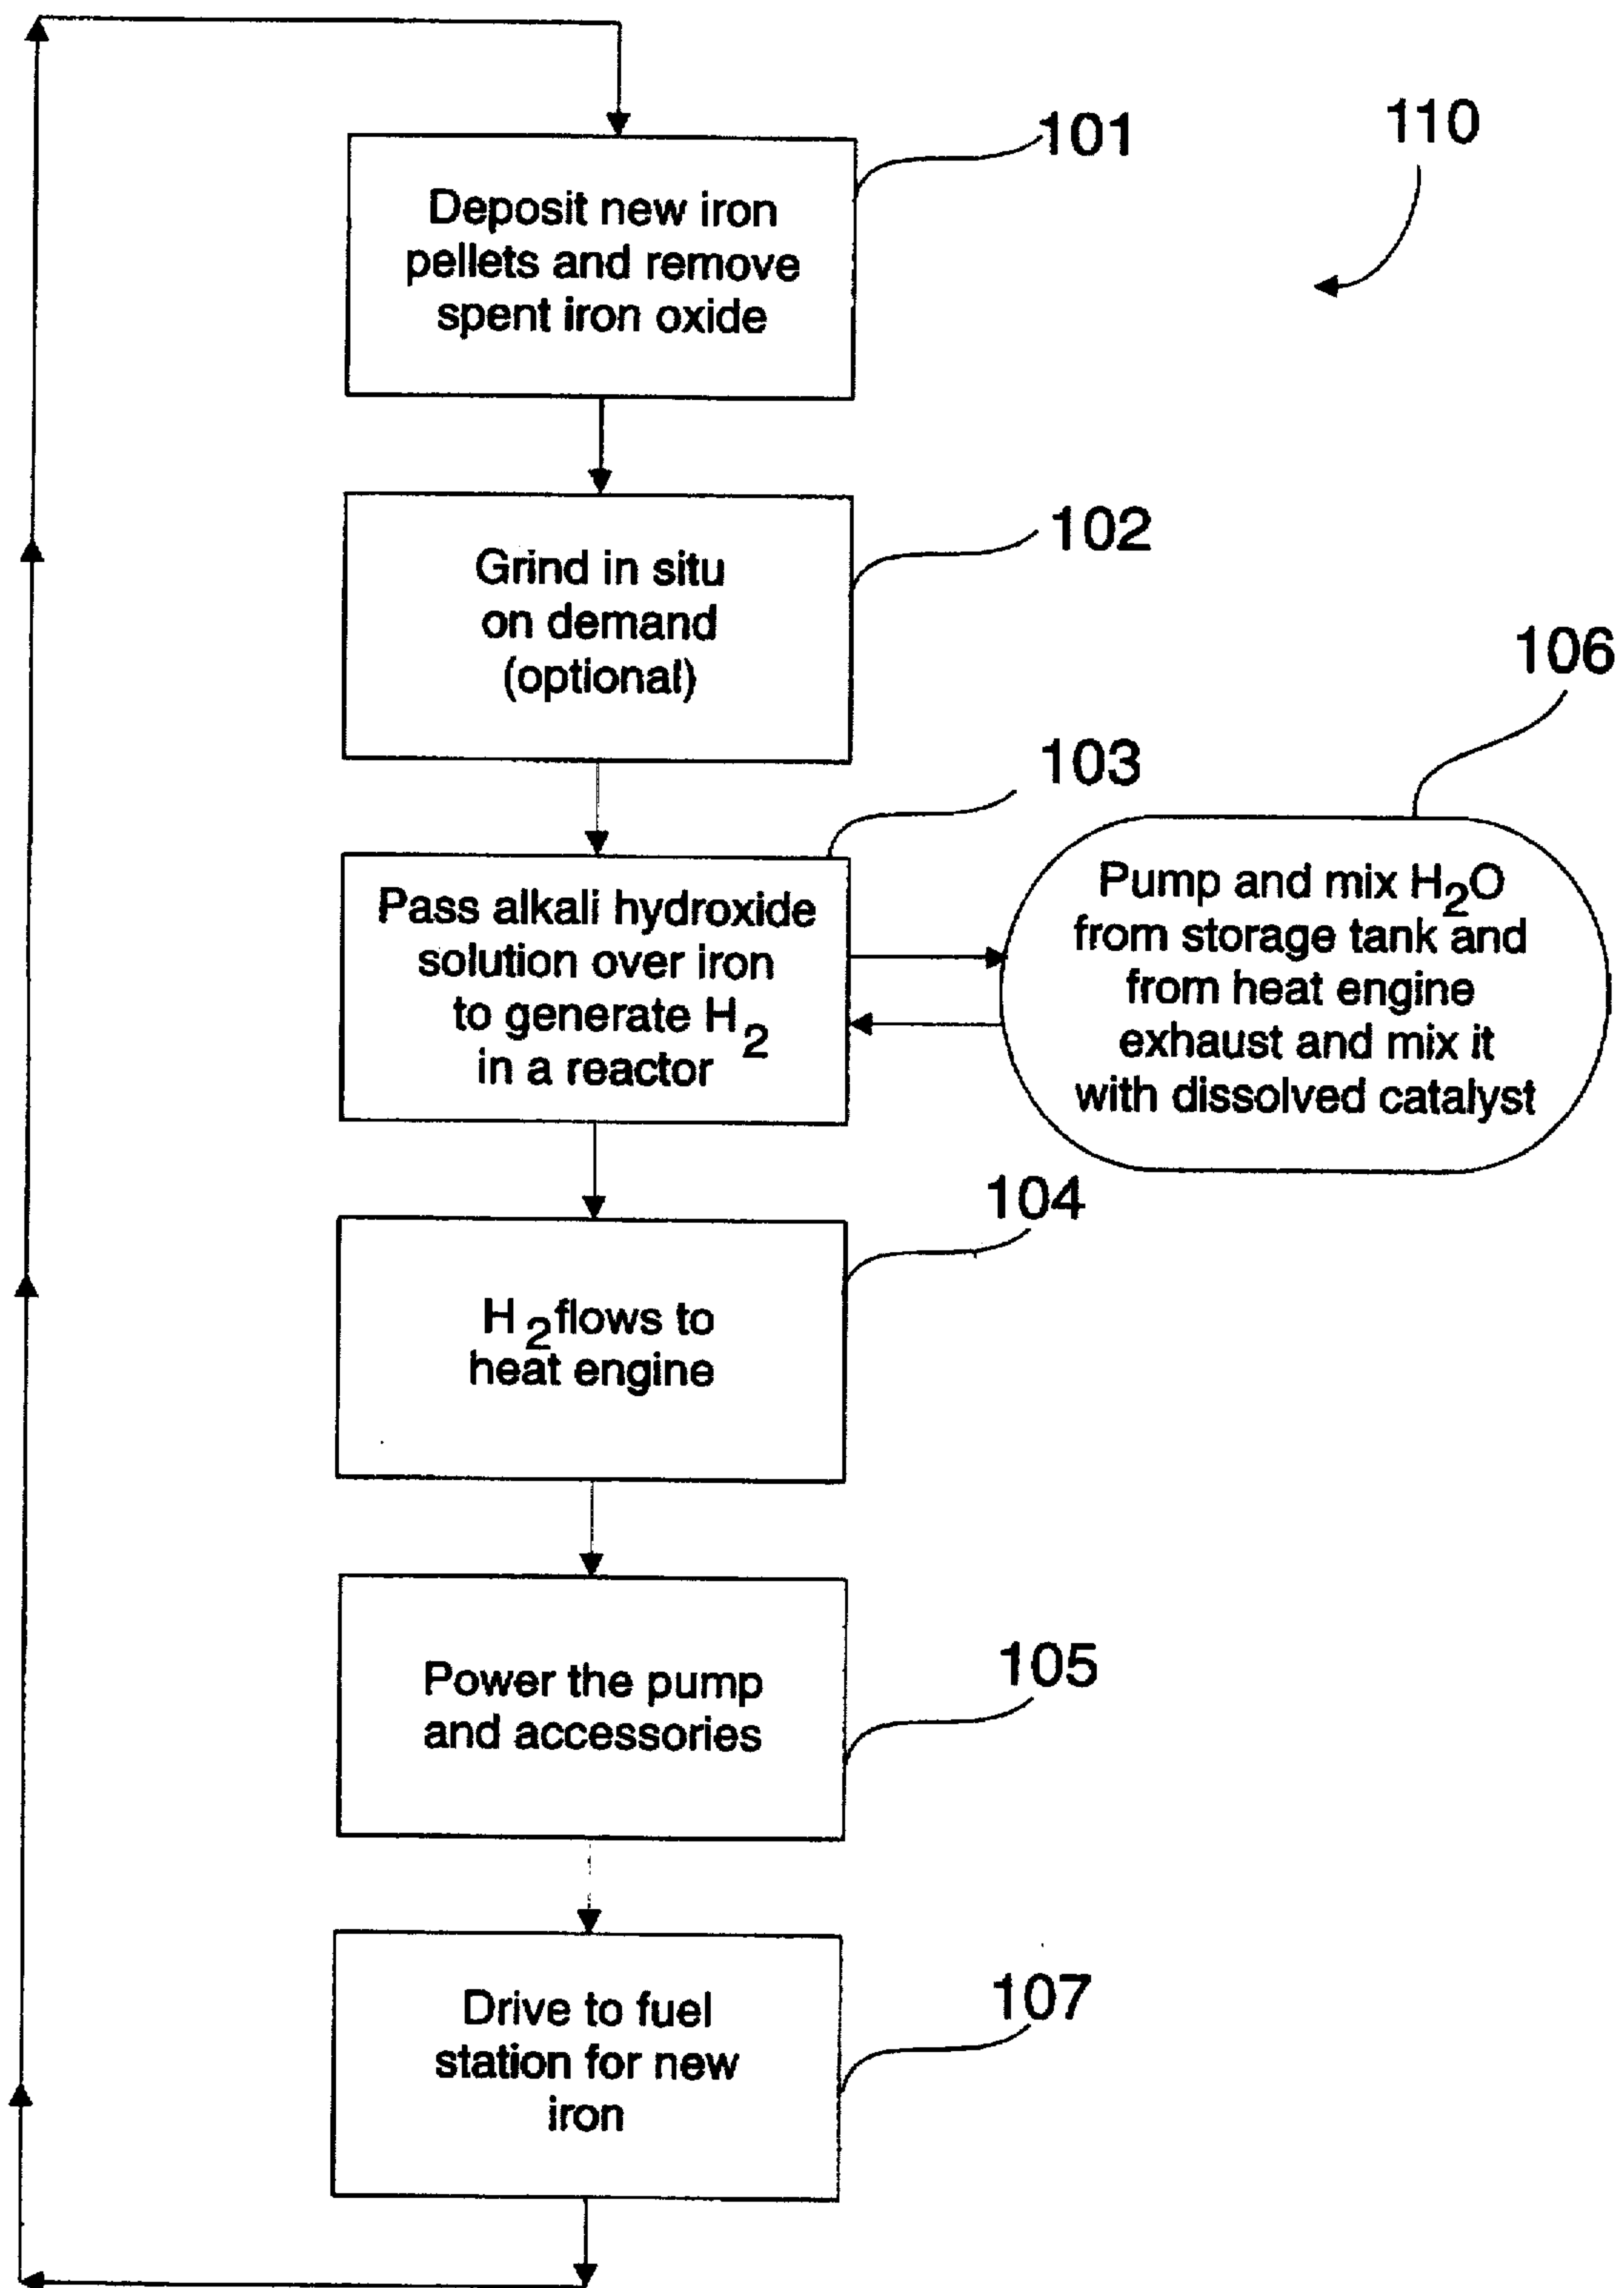 110
101
Deposit new iron
pellets and remove
spent iron oxide
102
Grind in situ
on demand
(optional)
103
Pass alkali hydroxide
solution over iron
to generate H2
in a reactor
106
Pump and mix H2O
from storage tank and
from heat engine
exhaust and mix it
with dissolved catalyst
104
H2 flows to
heat engine
105
Power the pump
and accessories
107
Drive to fuel
station for new
iron